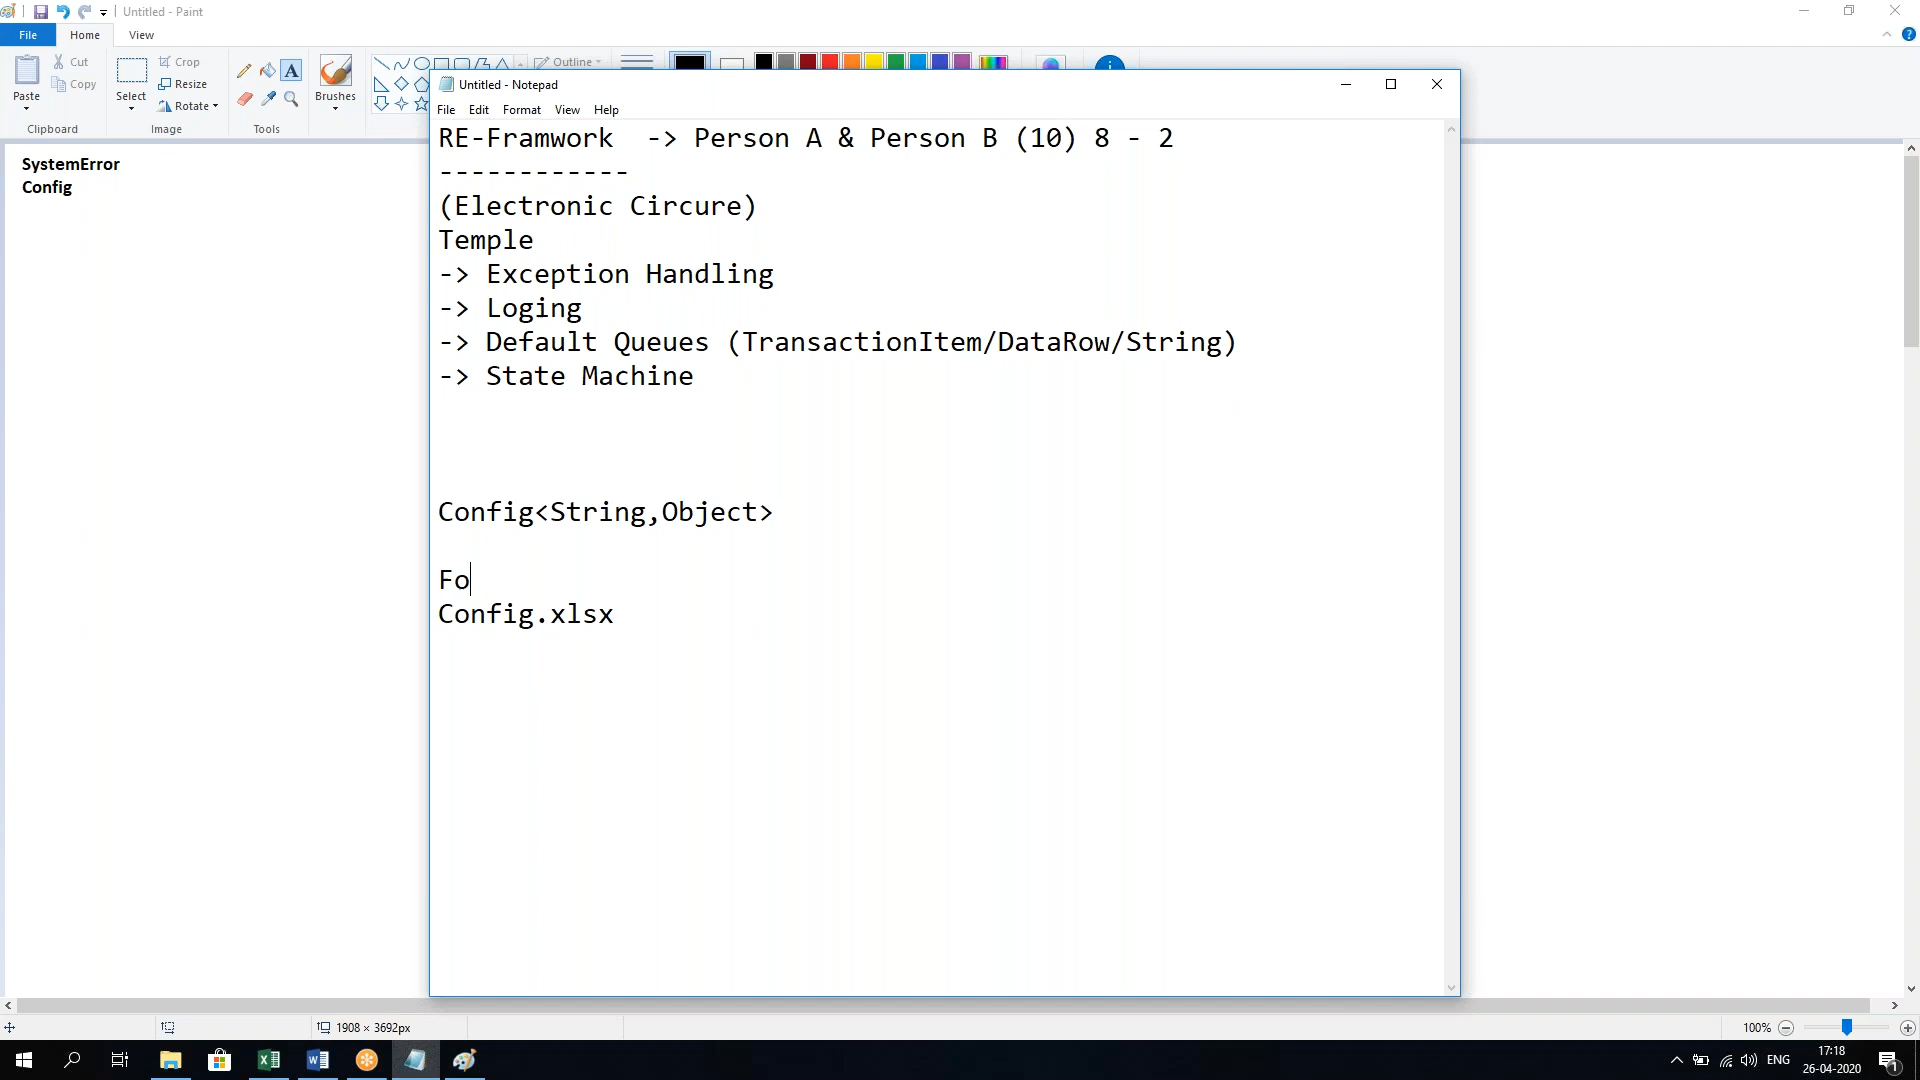 Untitled - Paint
File
Home
View
Paste
Cut
Copy
Clipboard
Select
Crop
Resize
Rotate
Image
A
Tools
Brushes
Outline
SystemError
Config
Untitled - Notepad
File Edit Format View Help
RE-Framwork -> Person A & Person B (10) 8 - 2
------------
(Electronic Circure)
Temple
-> Exception Handling
-> Loging
-> Default Queues (TransactionItem/DataRow/String)
-> State Machine
Config<String,Object>
Fo
Config.xlsx
1908 × 3692px
100%
ENG
17:18
26-04-2020
1